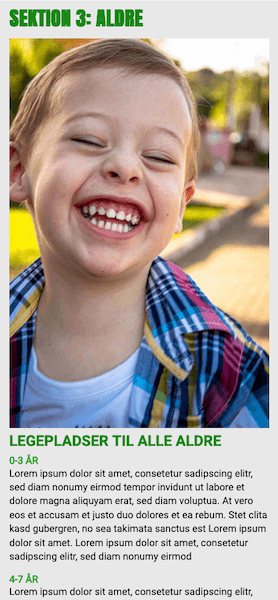 SEKTION 3: ALDRE
LEGEPLADSER TIL ALLE ALDRE
0-3 ÅR
Lorem ipsum dolor sit amet, consetetur sadipscing elitr,
sed diam nonumy eirmod tempor invidunt ut labore et
dolore magna aliquyam erat, sed diam voluptua. At vero
eos et accusam et justo duo dolores et ea rebum. Stet clita
kasd gubergren, no sea takimata sanctus est Lorem ipsum
dolor sit amet. Lorem ipsum dolor sit amet, consetetur
sadipscing elitr, sed diam nonumy eirmod
4-7 ÅR
Lorem ipsum dolor sit amet, consetetur sadipscing elitr,